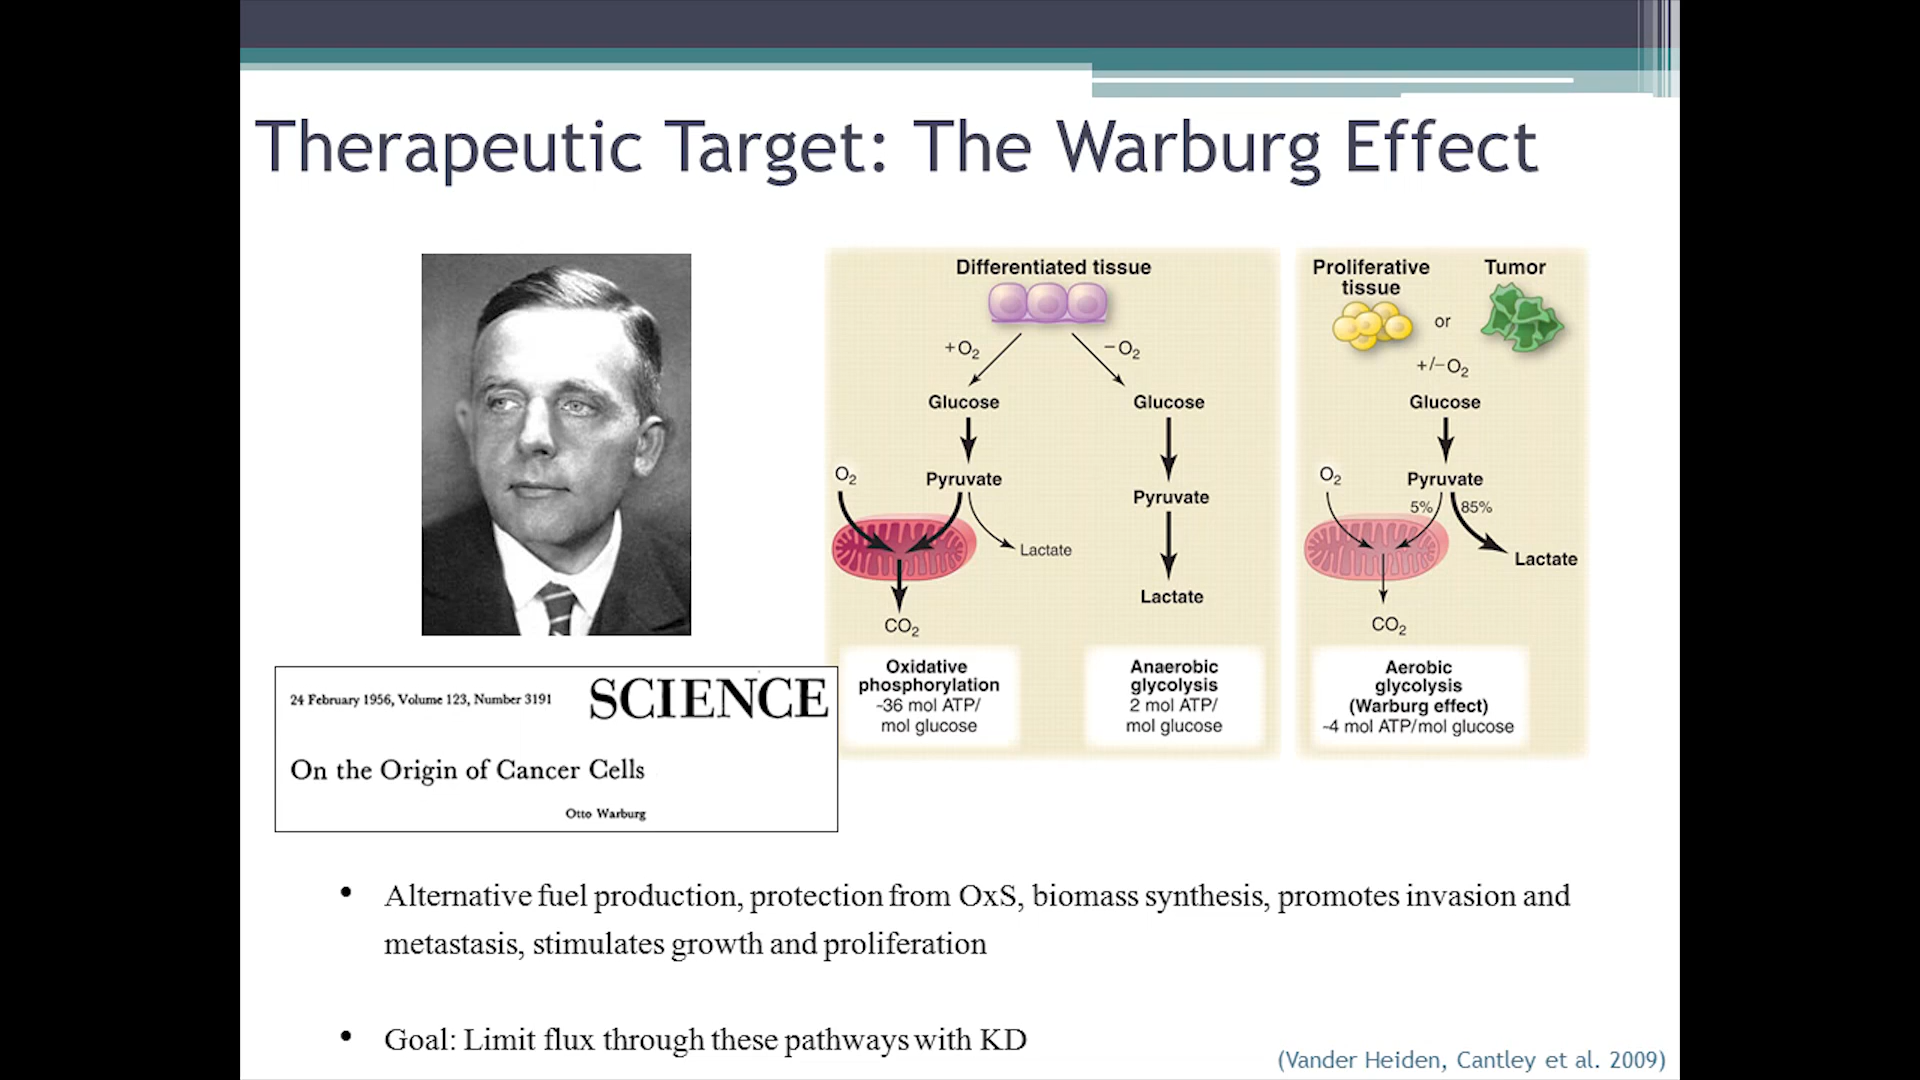 Therapeutic Target: The Warburg Effect
24 February 1956, Volume 123, Number 3191
SCIENCE
On the Origin of Cancer Cells
Otto Warburg
Differentiated tissue
+O₂
−O₂
Glucose
Glucose
O₂
Pyruvate
Pyruvate
Lactate
Lactate
CO₂
Oxidative
phosphorylation
~36 mol ATP/
mol glucose
Anaerobic
glycolysis
2 mol ATP/
mol glucose
Proliferative
tissue
or
Tumor
+/−O₂
Glucose
O₂
Pyruvate
5%
85%
Lactate
CO₂
Aerobic
glycolysis
(Warburg effect)
~4 mol ATP/mol glucose
• Alternative fuel production, protection from OxS, biomass synthesis, promotes invasion and
metastasis, stimulates growth and proliferation
• Goal: Limit flux through these pathways with KD
(Vander Heiden, Cantley et al. 2009)